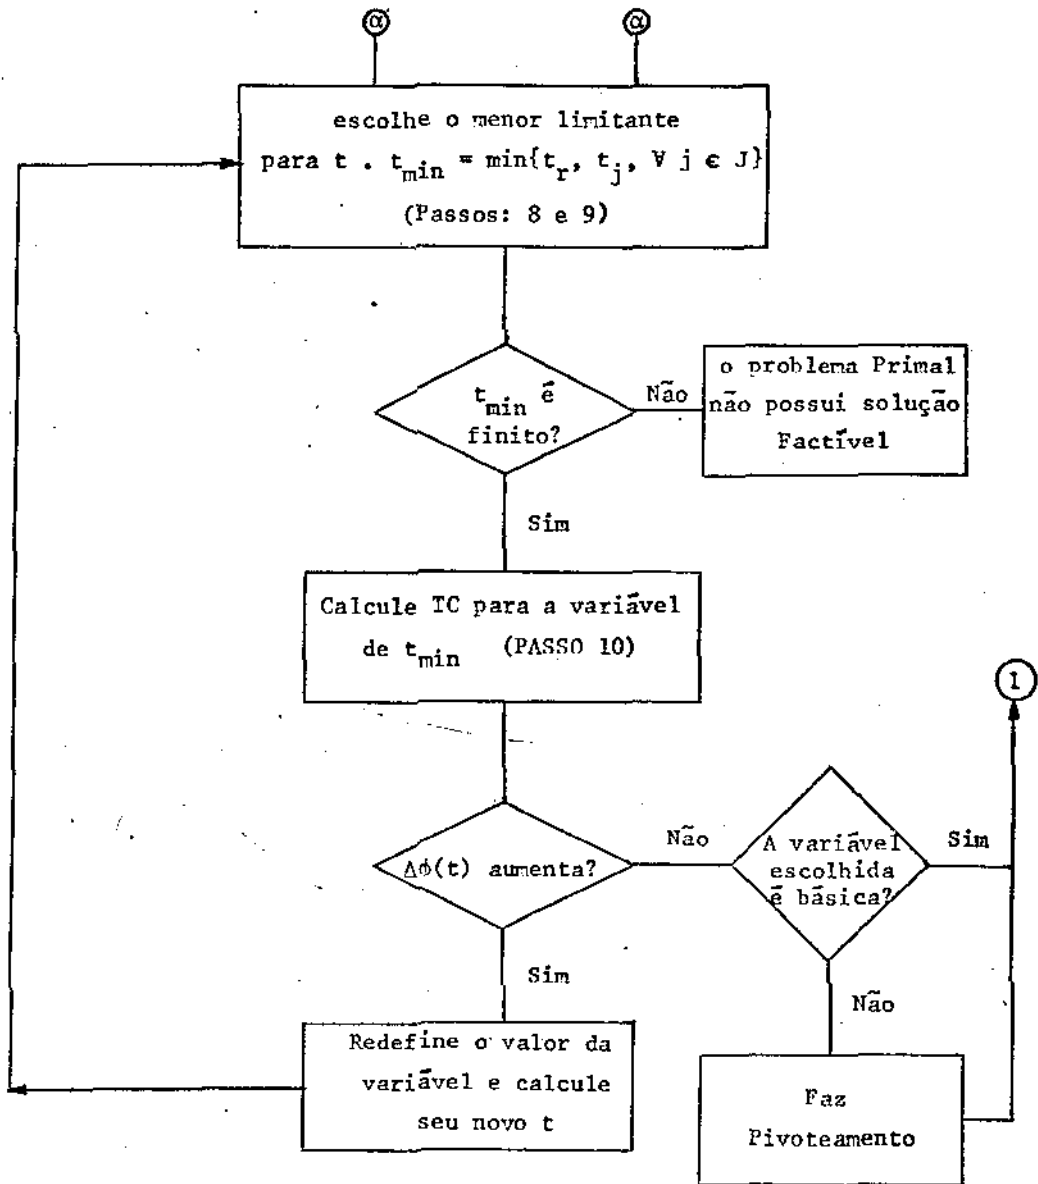 α
α
escolhe o menor limitante
para t . t_min = min{t_r, t_j, ∀ j ∈ J}
(Passos: 8 e 9)
t_min é
finito?
Não
o problema Primal
não possui solução
Factível
Sim
Calcule TC para a variável
de t_min (PASSO 10)
1
Δφ(t) aumenta?
Não
A variável
escolhida
é básica?
Sim
Sim
Não
Redefine o valor da
variável e calcule
seu novo t
Faz
Pivoteamento